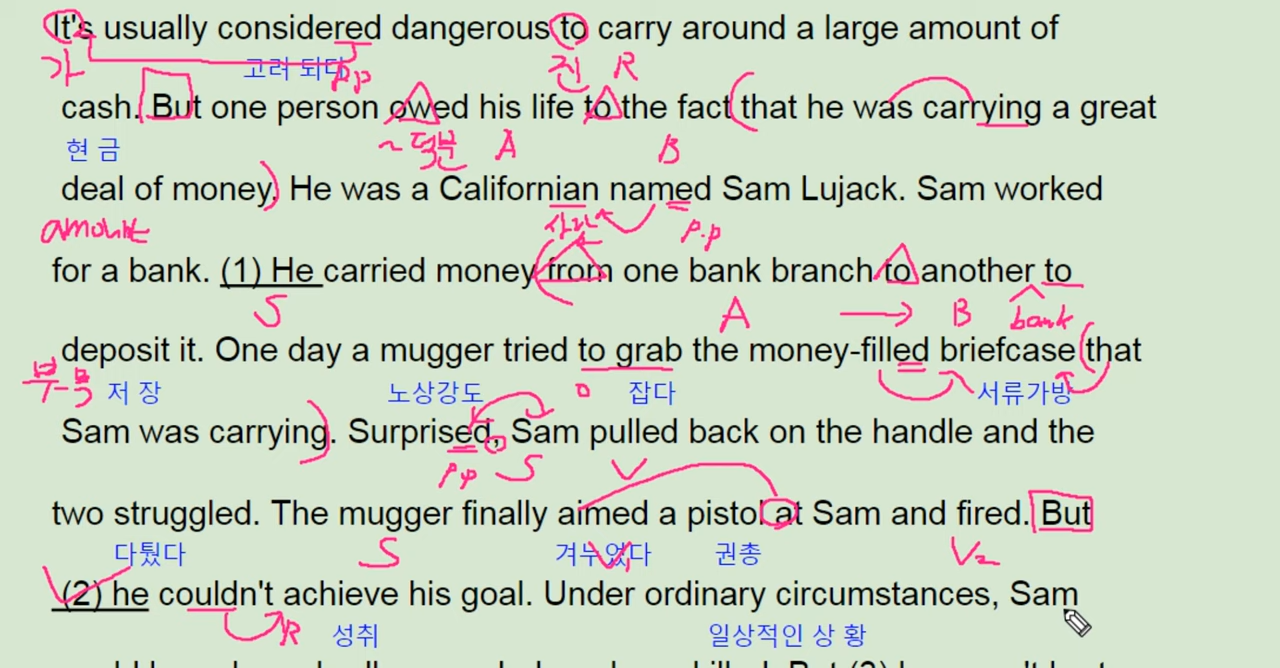 It's usually considered dangerous to carry around a large amount of
가 고려 되다 p.p 진 R
cash. But one person owed his life to the fact that he was carrying a great
현 금 ~덕분 A B
deal of money. He was a Californian named Sam Lujack. Sam worked
amount 사람 p.p
for a bank. (1) He carried money from one bank branch to another to
S A B bank
deposit it. One day a mugger tried to grab the money-filled briefcase that
부-목 저 장 노상강도 o 잡다 서류가방
Sam was carrying. Surprised, Sam pulled back on the handle and the
p.p S V
two struggled. The mugger finally aimed a pistol at Sam and fired. But
다퉜다 S 겨누었다 V1 권총 V2
(2) he couldn't achieve his goal. Under ordinary circumstances, Sam
R 성취 일상적인 상 황